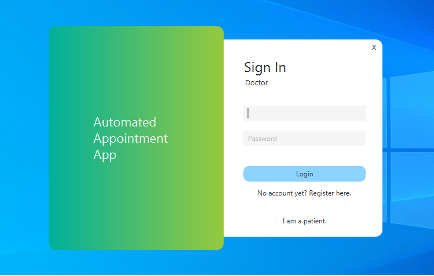 Automated
Appointment
App
X
Sign In
Doctor
Password
Login
No account yet? Register here.
I am a patient.